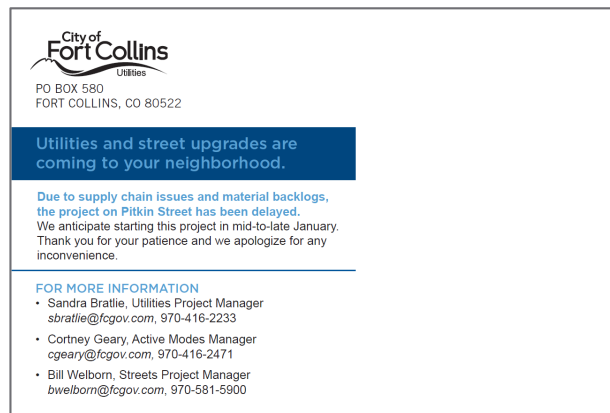 City of
Fort Collins
Utilities
PO BOX 580
FORT COLLINS, CO 80522
Utilities and street upgrades are
coming to your neighborhood.
Due to supply chain issues and material backlogs,
the project on Pitkin Street has been delayed.
We anticipate starting this project in mid-to-late January.
Thank you for your patience and we apologize for any
inconvenience.
FOR MORE INFORMATION
• Sandra Bratlie, Utilities Project Manager
sbratlie@fcgov.com, 970-416-2233
• Cortney Geary, Active Modes Manager
cgeary@fcgov.com, 970-416-2471
• Bill Welborn, Streets Project Manager
bwelborn@fcgov.com, 970-581-5900